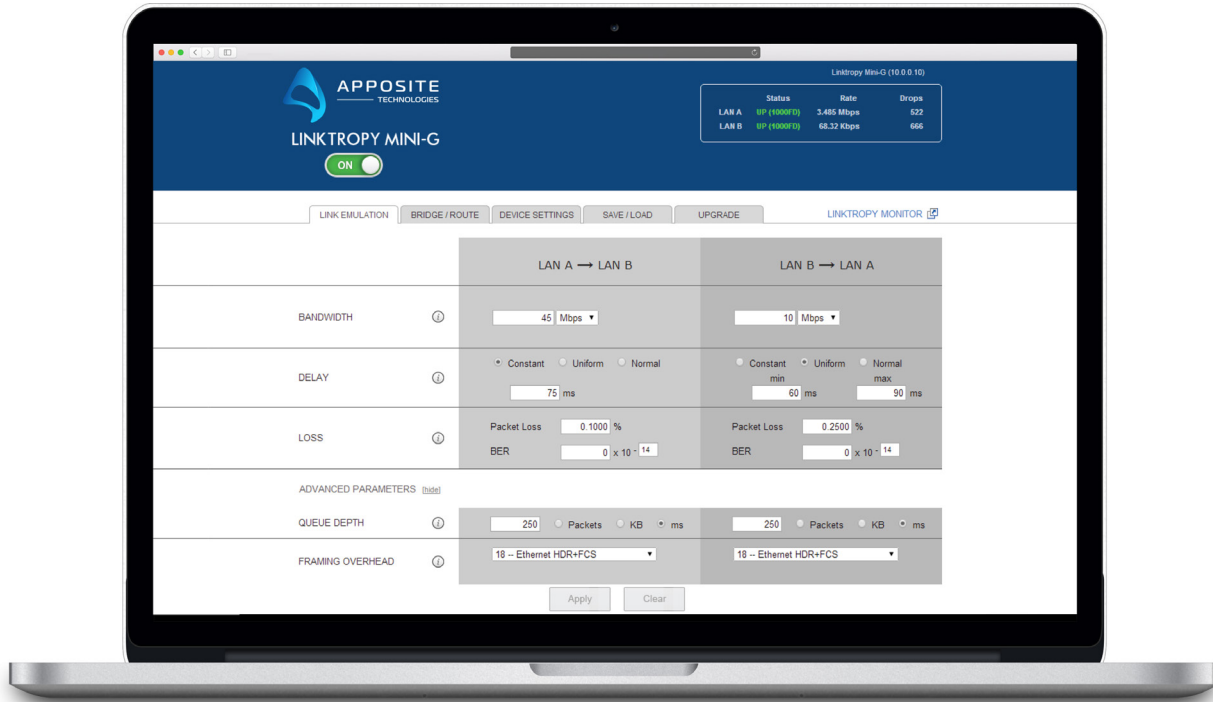 Linktropy Mini-G (10.0.0.10)
APPOSITE
TECHNOLOGIES
Status Rate Drops
LAN A UP (1000FD) 3.485 Mbps 522
LAN B UP (1000FD) 68.32 Kbps 666
LINKTROPY MINI-G
ON
LINK EMULATION BRIDGE / ROUTE DEVICE SETTINGS SAVE / LOAD UPGRADE LINKTROPY MONITOR
LAN A → LAN B LAN B → LAN A
BANDWIDTH i 45 Mbps 10 Mbps
Constant Uniform Normal Constant Uniform Normal
DELAY i min max
75 ms 60 ms 90 ms
Packet Loss 0.1000 % Packet Loss 0.2500 %
LOSS i
BER 0 x 10 - 14 BER 0 x 10 - 14
ADVANCED PARAMETERS [hide]
QUEUE DEPTH i 250 Packets KB ms 250 Packets KB ms
FRAMING OVERHEAD i 18 -- Ethernet HDR+FCS 18 -- Ethernet HDR+FCS
Apply Clear